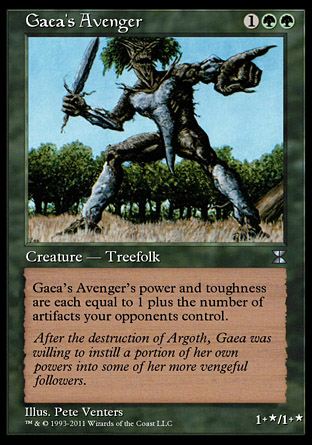 Gaea's Avenger 1
Creature — Treefolk
Gaea's Avenger's power and toughness
are each equal to 1 plus the number of
artifacts your opponents control.
After the destruction of Argoth, Gaea was
willing to instill a portion of her own
powers into some of her more vengeful
followers.
Illus. Pete Venters
™ & © 1993-2011 Wizards of the Coast LLC
1+★/1+★